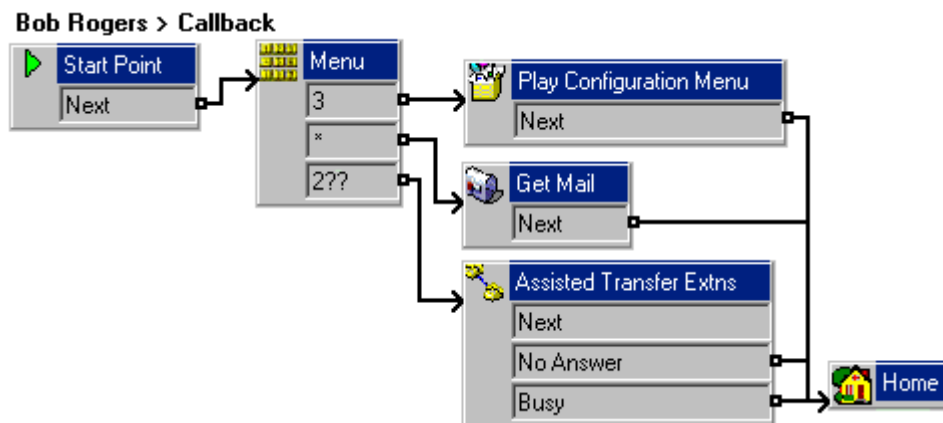 Bob Rogers > Callback
Start Point
Next
Menu
3
*
2??
Play Configuration Menu
Next
Get Mail
Next
Assisted Transfer Extns
Next
No Answer
Busy
Home